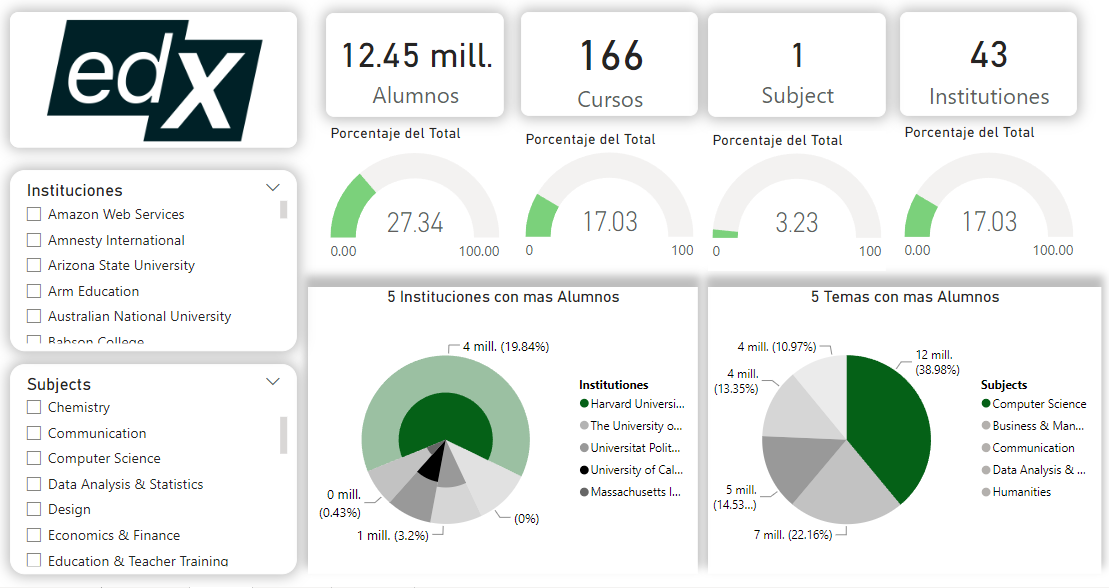 edX
12.45 mill.
Alumnos
166
Cursos
1
Subject
43
Institutiones
Porcentaje del Total
Porcentaje del Total
Porcentaje del Total
Porcentaje del Total
27.34
0.00
100.00
17.03
0
100
3.23
0
100
17.03
0.00
100.00
Instituciones
Amazon Web Services
Amnesty International
Arizona State University
Arm Education
Australian National University
Babson College
Subjects
Chemistry
Communication
Computer Science
Data Analysis & Statistics
Design
Economics & Finance
Education & Teacher Training
5 Instituciones con mas Alumnos
4 mill. (19.84%)
0 mill.
(0.43%)
1 mill. (3.2%)
(0%)
Institutiones
Harvard Universi...
The University o...
Universitat Polit...
University of Cal...
Massachusetts I...
5 Temas con mas Alumnos
4 mill. (10.97%)
12 mill.
(38.98%)
4 mill.
(13.35%)
5 mill.
(14.53...)
7 mill. (22.16%)
Subjects
Computer Science
Business & Man...
Communication
Data Analysis & ...
Humanities